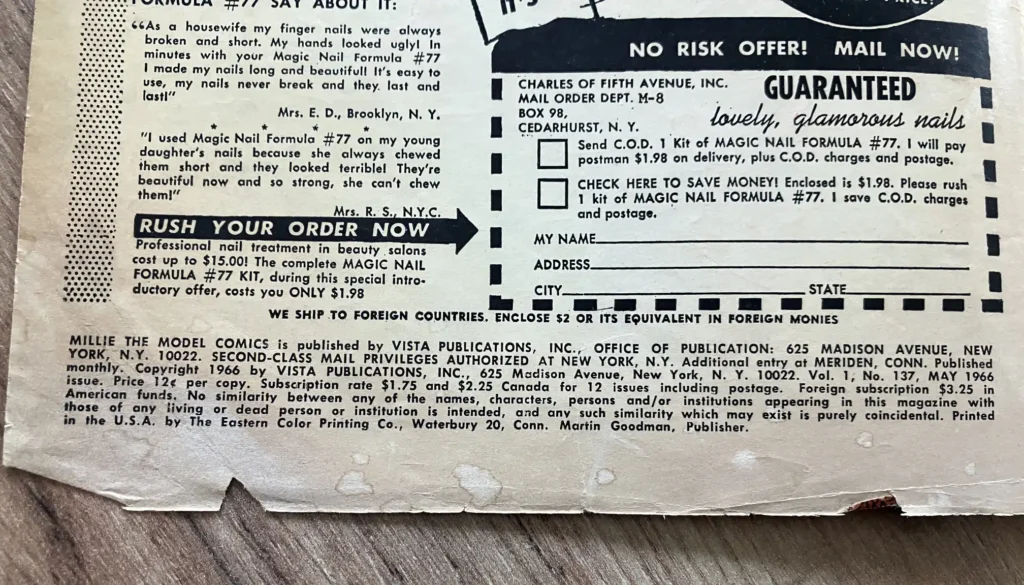 FORMULA #77 SAY ABOUT IT:
"As a housewife my finger nails were always
broken and short. My hands looked ugly! In
minutes with your Magic Nail Formula #77
I made my nails long and beautiful! It's easy to
use, my nails never break and they last and
last!"
Mrs. E. D., Brooklyn, N. Y.
* * * *
"I used Magic Nail Formula #77 on my young
daughter's nails because she always chewed
them short and they looked terrible! They're
beautiful now and so strong, she can't chew
them!"
Mrs. R. S., N.Y.C.
RUSH YOUR ORDER NOW
Professional nail treatment in beauty salons
cost up to $15.00! The complete MAGIC NAIL
FORMULA #77 KIT, during this special intro-
ductory offer, costs you ONLY $1.98
NO RISK OFFER! MAIL NOW!
CHARLES OF FIFTH AVENUE, INC.
MAIL ORDER DEPT. M-8
BOX 98,
CEDARHURST, N. Y.
GUARANTEED
lovely, glamorous nails
Send C.O.D. 1 Kit of MAGIC NAIL FORMULA #77. I will pay
postman $1.98 on delivery, plus C.O.D. charges and postage.
CHECK HERE TO SAVE MONEY! Enclosed is $1.98. Please rush
1 kit of MAGIC NAIL FORMULA #77. I save C.O.D. charges
and postage.
MY NAME
ADDRESS
CITY STATE
WE SHIP TO FOREIGN COUNTRIES. ENCLOSE $2 OR ITS EQUIVALENT IN FOREIGN MONIES
MILLIE THE MODEL COMICS is published by VISTA PUBLICATIONS, INC., OFFICE OF PUBLICATION: 625 MADISON AVENUE, NEW
YORK, N.Y. 10022. SECOND-CLASS MAIL PRIVILEGES AUTHORIZED AT NEW YORK, N.Y. Additional entry at MERIDEN, CONN. Published
monthly. Copyright 1966 by VISTA PUBLICATIONS, INC., 625 Madison Avenue, New York, N. Y. 10022. Vol. 1, No. 137, MAY 1966
issue. Price 12¢ per copy. Subscription rate $1.75 and $2.25 Canada for 12 issues including postage. Foreign subscription $3.25 in
American funds. No similarity between any of the names, characters, persons and/or institutions appearing in this magazine with
those of any living or dead person or institution is intended, and any such similarity which may exist is purely coincidental. Printed
in the U.S.A. by The Eastern Color Printing Co., Waterbury 20, Conn. Martin Goodman, Publisher.